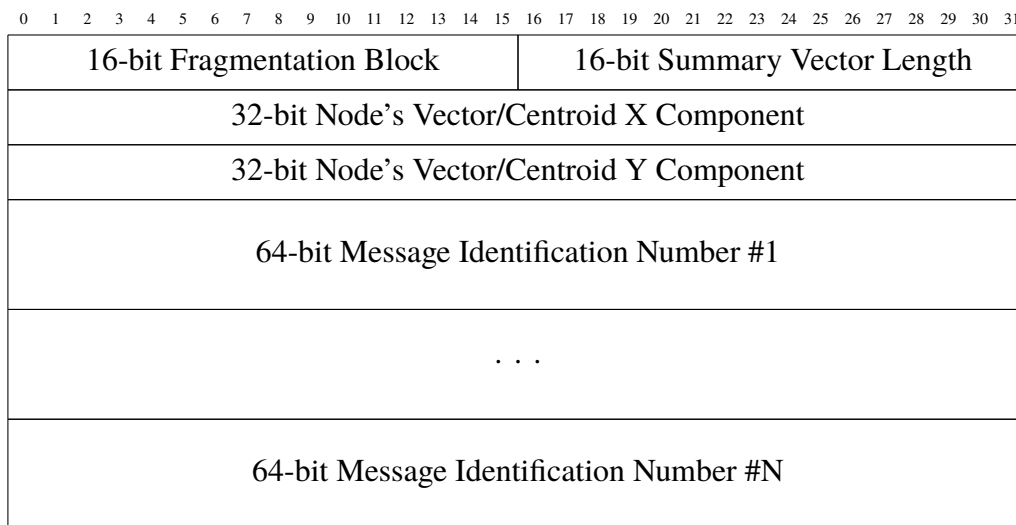 0 1 2 3 4 5 6 7 8 9 10 11 12 13 14 15 16 17 18 19 20 21 22 23 24 25 26 27 28 29 30 31
16-bit Fragmentation Block 16-bit Summary Vector Length
32-bit Node's Vector/Centroid X Component
32-bit Node's Vector/Centroid Y Component
64-bit Message Identification Number #1
. . .
64-bit Message Identification Number #N